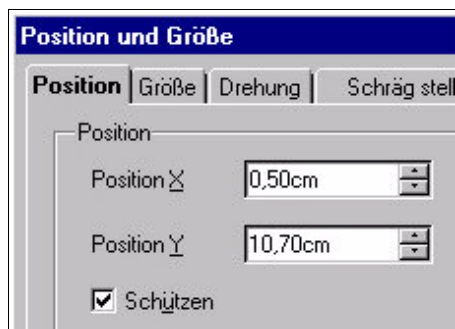 Position und Größe
Position Größe Drehung Schräg stell
Position
Position X 0,50cm
Position Y 10,70cm
Schützen